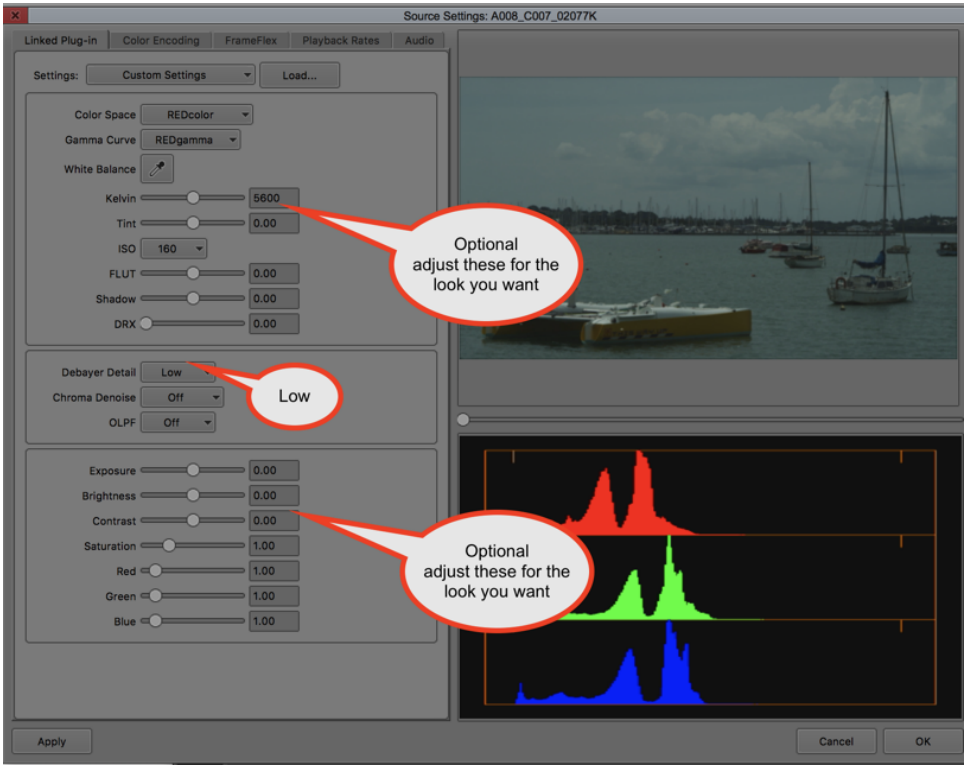 Source Settings: A008_C007_02077K
Linked Plug-in Color Encoding FrameFlex Playback Rates Audio
Settings: Custom Settings Load...
Color Space REDcolor
Gamma Curve REDgamma
White Balance
Kelvin 5600
Tint 0.00
ISO 160
FLUT 0.00
Shadow 0.00
DRX 0.00
Optional
adjust these for the
look you want
Debayer Detail Low
Chroma Denoise Off
OLPF Off
Low
Exposure 0.00
Brightness 0.00
Contrast 0.00
Saturation 1.00
Red 1.00
Green 1.00
Blue 1.00
Optional
adjust these for the
look you want
Apply Cancel OK